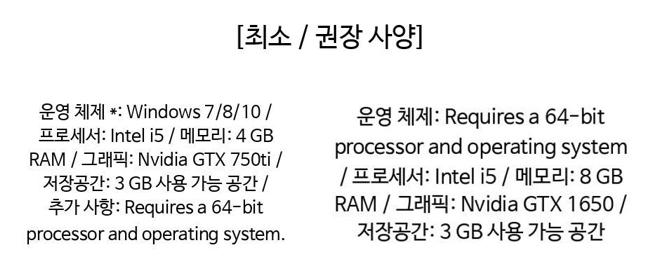 [최소 / 권장 사양]
운영 체제 *: Windows 7/8/10 /
프로세서: Intel i5 / 메모리: 4 GB
RAM / 그래픽: Nvidia GTX 750ti /
저장공간: 3 GB 사용 가능 공간 /
추가 사항: Requires a 64-bit
processor and operating system.
운영 체제: Requires a 64-bit
processor and operating system
/ 프로세서: Intel i5 / 메모리: 8 GB
RAM / 그래픽: Nvidia GTX 1650 /
저장공간: 3 GB 사용 가능 공간